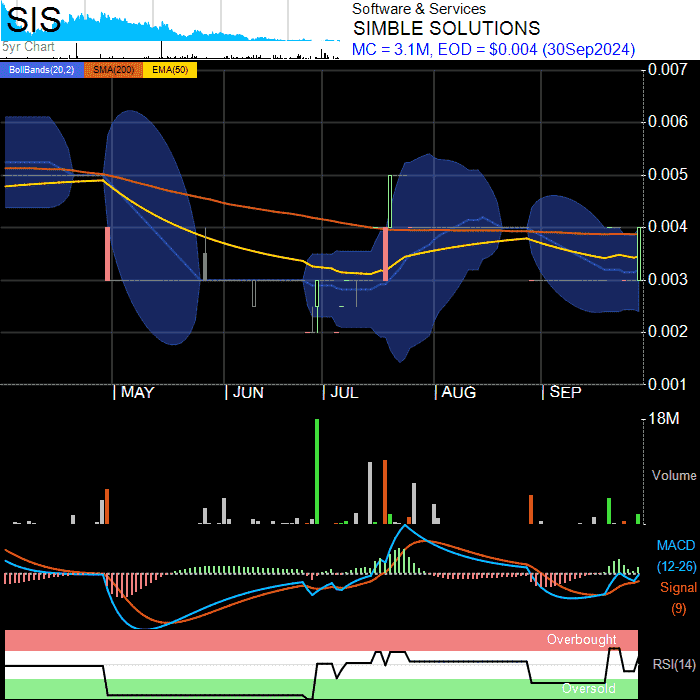 SIS
5yr Chart
Software & Services
SIMBLE SOLUTIONS
MC = 3.1M, EOD = $0.004 (30Sep2024)
BollBands(20,2) SMA(200) EMA(50)
0.007
0.006
0.005
0.004
0.003
0.002
0.001
MAY JUN JUL AUG SEP
18M
Volume
MACD
(12-26)
Signal
(9)
Overbought
RSI(14)
Oversold